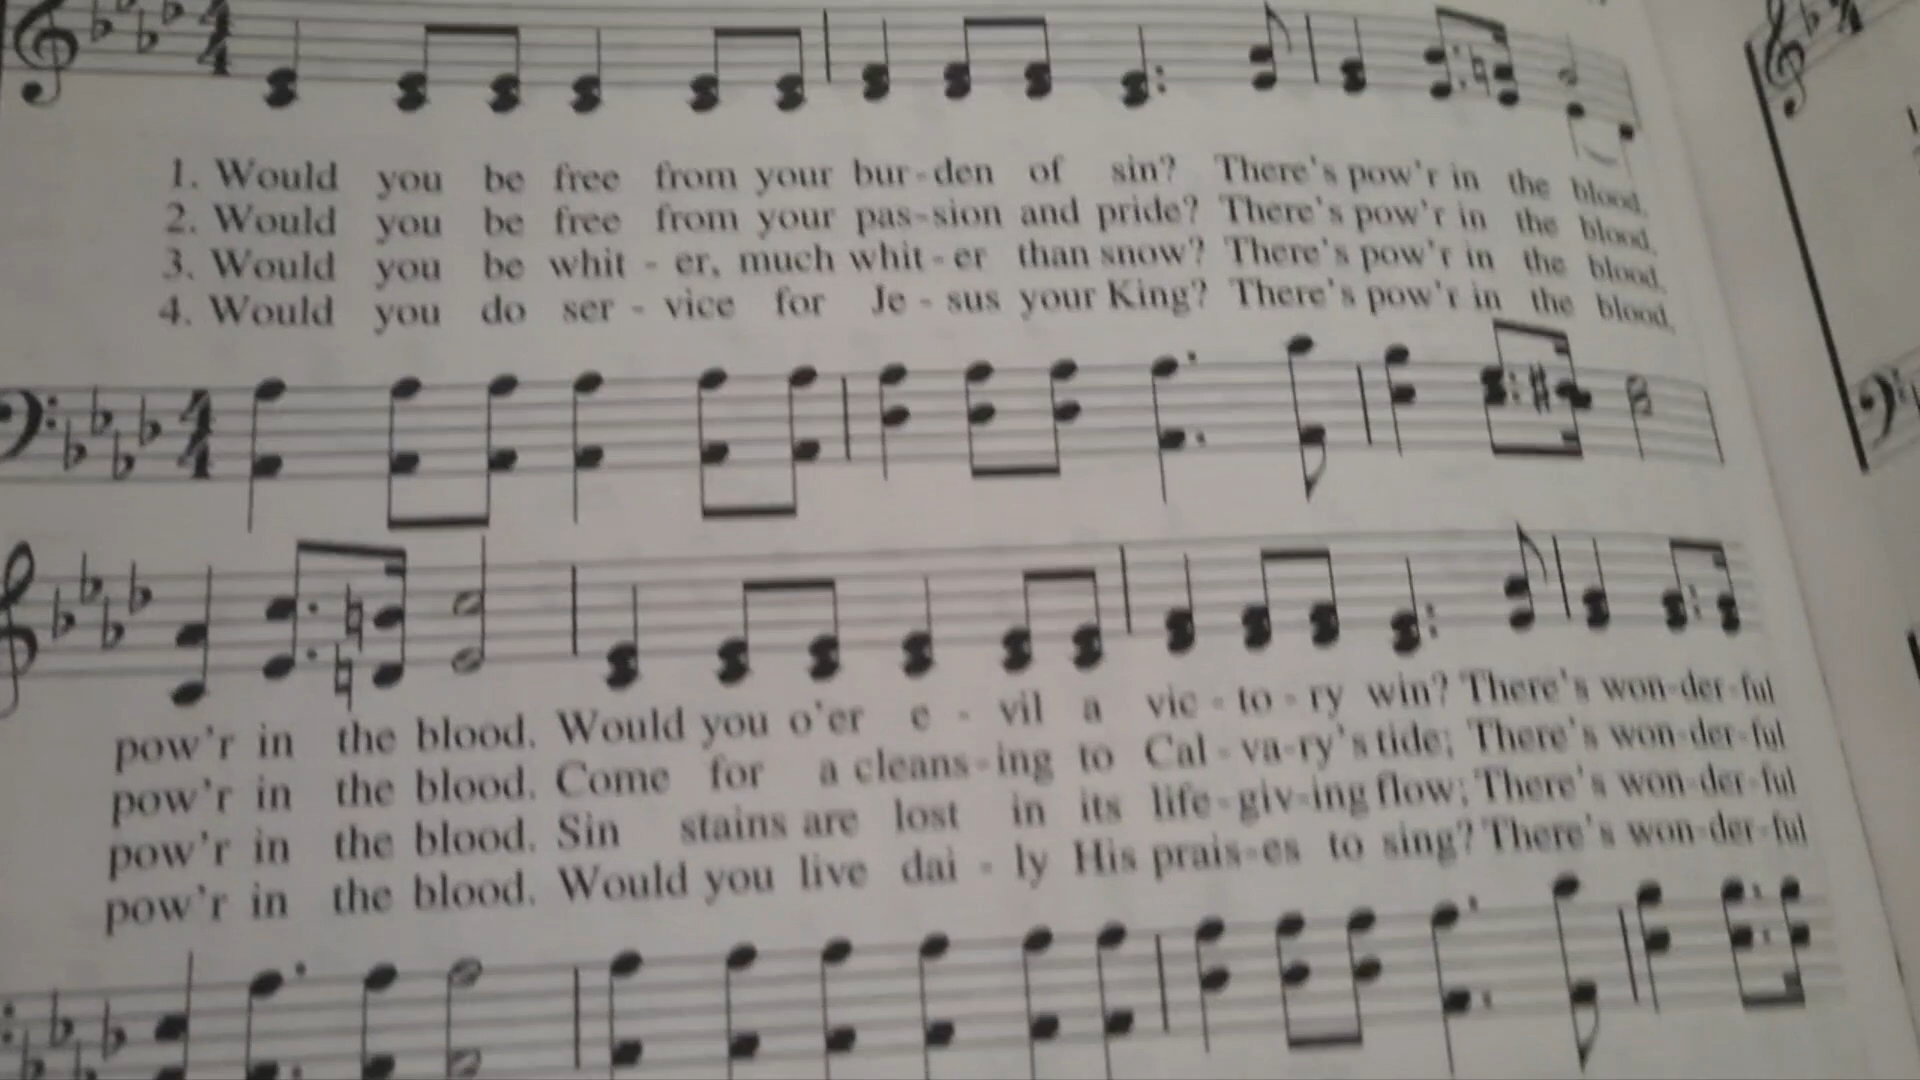 4 4
1. Would you be free from your bur-den of sin? There's pow'r in the blood,
2. Would you be free from your pas-sion and pride? There's pow'r in the blood,
3. Would you be whit - er, much whit-er than snow? There's pow'r in the blood,
4. Would you do ser - vice for Je - sus your King? There's pow'r in the blood,
4 4
pow'r in the blood. Would you o'er e - vil a vic - to - ry win? There's won-der-ful
pow'r in the blood. Come for a cleans-ing to Cal - va-ry's tide; There's won-der-ful
pow'r in the blood. Sin stains are lost in its life-giv-ing flow; There's won-der-ful
pow'r in the blood. Would you live dai - ly His prais-es to sing? There's won-der-ful